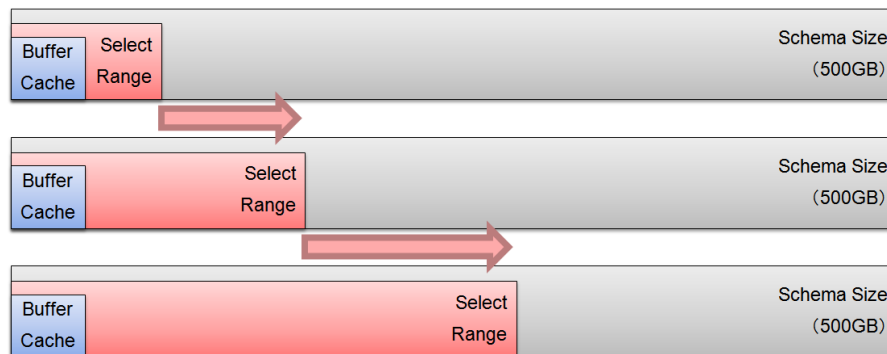 Buffer
Cache
Select
Range
Schema Size
（500GB）
Buffer
Cache
Select
Range
Schema Size
（500GB）
Buffer
Cache
Select
Range
Schema Size
（500GB）